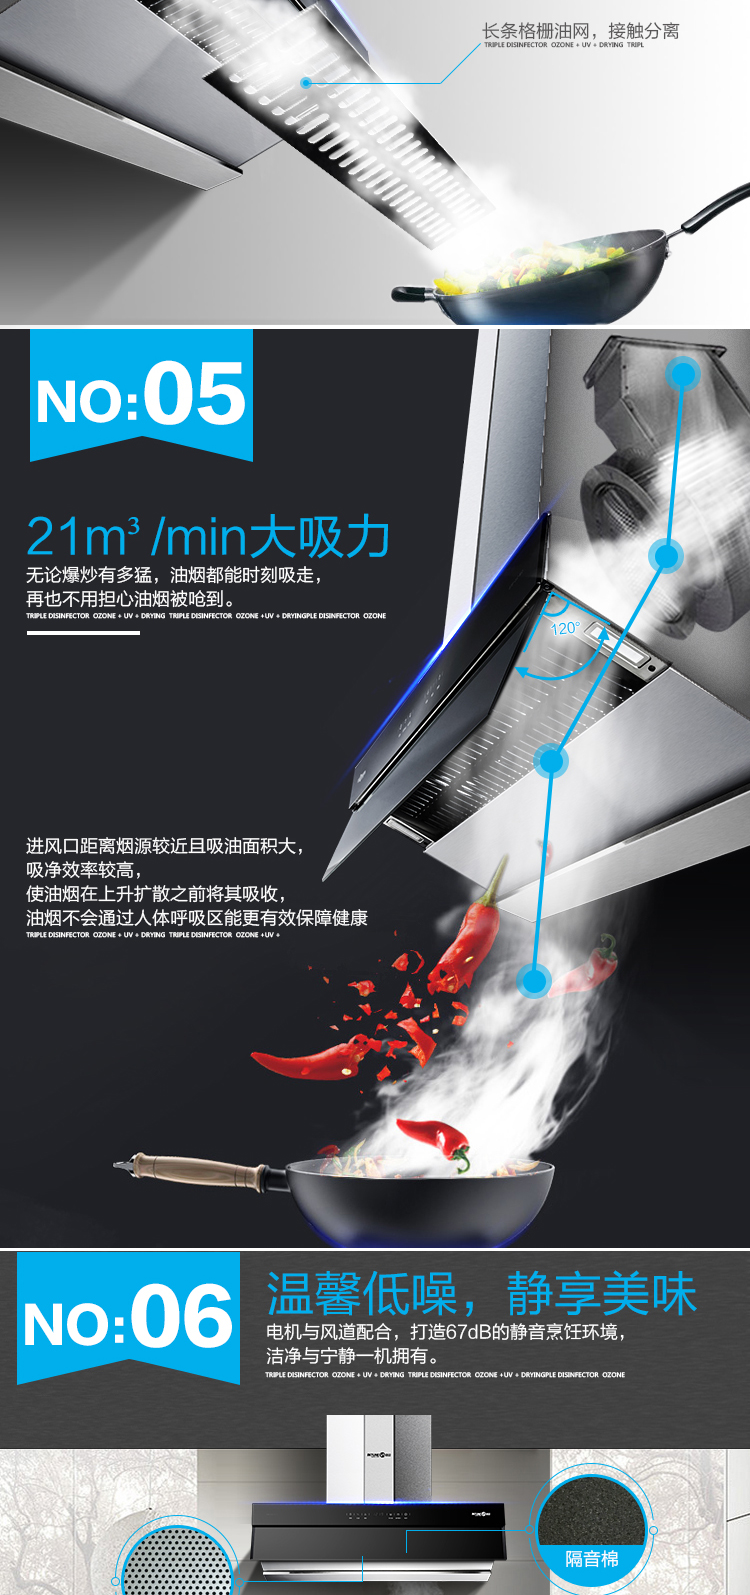 长条格栅油网，接触分离
TRIPLE DISINFECTOR OZONE + UV + DRYING TRIPL
NO:05
21m³ /min大吸力
无论爆炒有多猛，油烟都能时刻吸走，
再也不用担心油烟被呛到。
TRIPLE DISINFECTOR OZONE + UV + DRYING TRIPLE DISINFECTOR OZONE +UV + DRYINGPLE DISINFECTOR OZONE
120°
进风口距离烟源较近且吸油面积大，
吸净效率较高，
使油烟在上升扩散之前将其吸收，
油烟不会通过人体呼吸区能更有效保障健康
TRIPLE DISINFECTOR OZONE + UV + DRYING TRIPLE DISINFECTOR OZONE +UV +
NO:06
温馨低噪，静享美味
电机与风道配合，打造67dB的静音烹饪环境，
洁净与宁静一机拥有。
TRIPLE DISINFECTOR OZONE + UV + DRYING TRIPLE DISINFECTOR OZONE +UV + DRYINGPLE DISINFECTOR OZONE
隔音棉